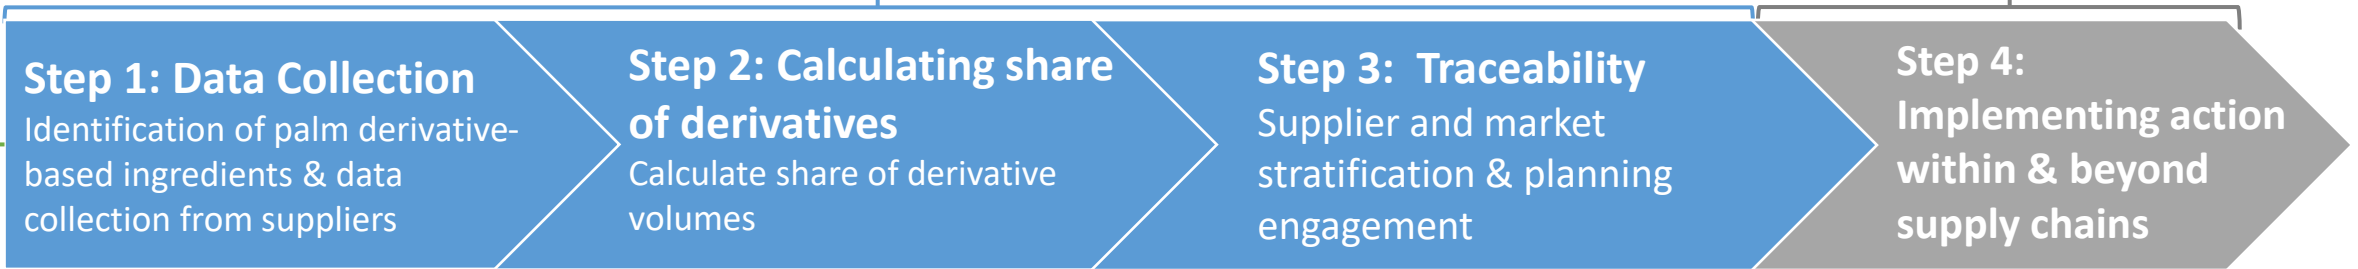 Step 1: Data Collection
Identification of palm derivative-
based ingredients & data
collection from suppliers
Step 2: Calculating share
of derivatives
Calculate share of derivative
volumes
Step 3:  Traceability
Supplier and market
stratification & planning
engagement
Step 4:
Implementing action
within & beyond
supply chains